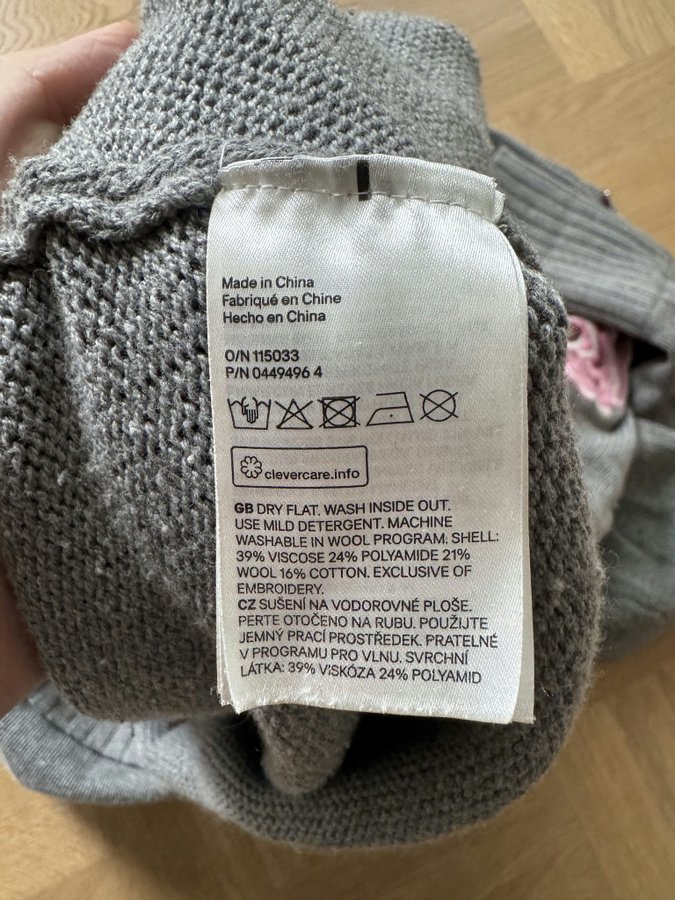 Made in China
Fabriqué en Chine
Hecho en China
O/N 115033
P/N 0449496 4
clevercare.info
GB DRY FLAT. WASH INSIDE OUT.
USE MILD DETERGENT. MACHINE
WASHABLE IN WOOL PROGRAM. SHELL:
39% VISCOSE 24% POLYAMIDE 21%
WOOL 16% COTTON. EXCLUSIVE OF
EMBROIDERY.
CZ SUŠENÍ NA VODOROVNÉ PLOŠE.
PERTE OTOČENO NA RUBU. POUŽIJTE
JEMNÝ PRACÍ PROSTŘEDEK. PRATELNÉ
V PROGRAMU PRO VLNU. SVRCHNÍ
LÁTKA: 39% VISKÓZA 24% POLYAMID